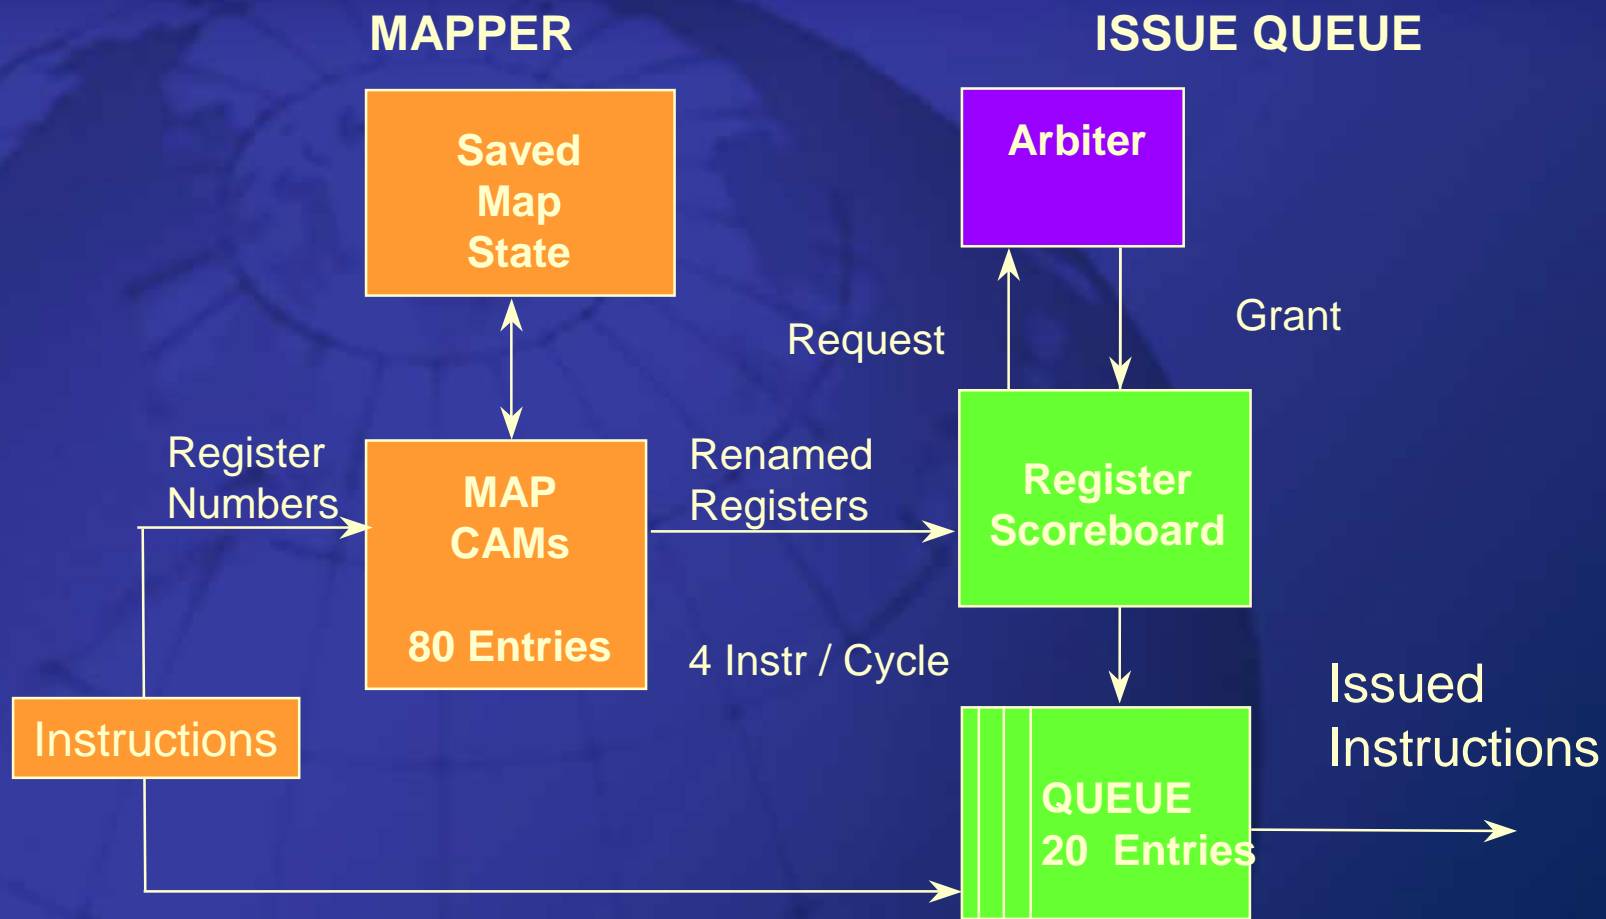 MAPPER
ISSUE QUEUE
Saved
Map
State
Arbiter
Request
Grant
Register
Numbers
MAP
CAMs
80 Entries
Renamed
Registers
4 Instr / Cycle
Register
Scoreboard
Instructions
QUEUE
20 Entries
Issued
Instructions